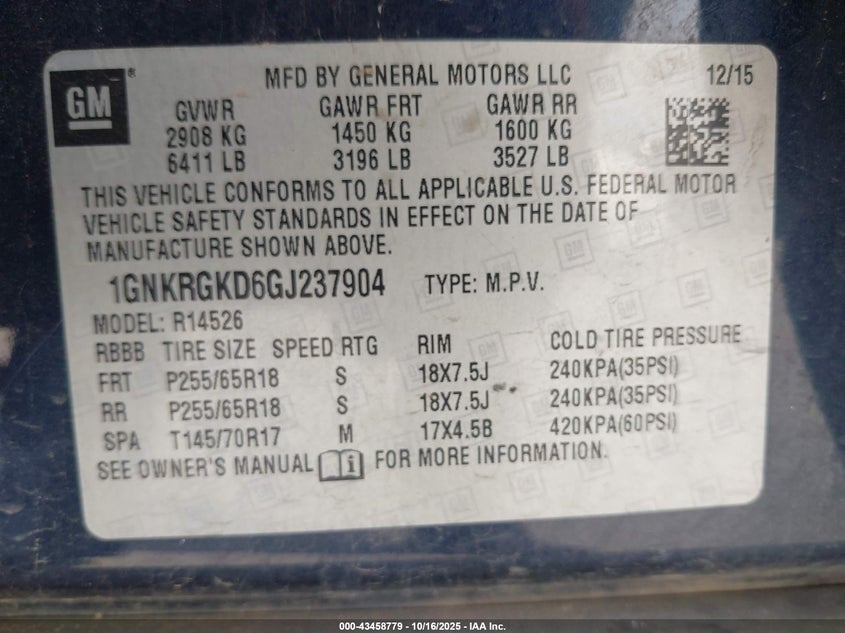 GM
MFD BY GENERAL MOTORS LLC 12/15
GVWR GAWR FRT GAWR RR
2908 KG 1450 KG 1600 KG
6411 LB 3196 LB 3527 LB
THIS VEHICLE CONFORMS TO ALL APPLICABLE U.S. FEDERAL MOTOR
VEHICLE SAFETY STANDARDS IN EFFECT ON THE DATE OF
MANUFACTURE SHOWN ABOVE.
1GNKRGKD6GJ237904 TYPE: M.P.V.
MODEL: R14526
RBBB TIRE SIZE SPEED RTG RIM COLD TIRE PRESSURE
FRT P255/65R18 S 18X7.5J 240KPA(35PSI)
RR P255/65R18 S 18X7.5J 240KPA(35PSI)
SPA T145/70R17 M 17X4.5B 420KPA(60PSI)
SEE OWNER'S MANUAL i FOR MORE INFORMATION.
000-43458779 - 10/16/2025 - IAA Inc.